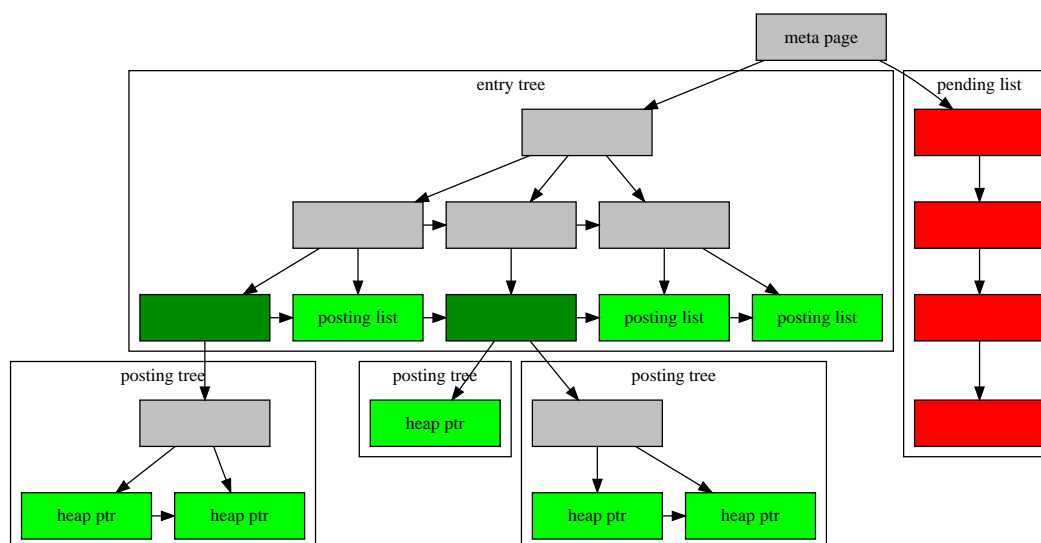 meta page
entry tree
pending list
posting list
posting list
posting list
posting tree
posting tree
posting tree
heap ptr
heap ptr
heap ptr
heap ptr
heap ptr